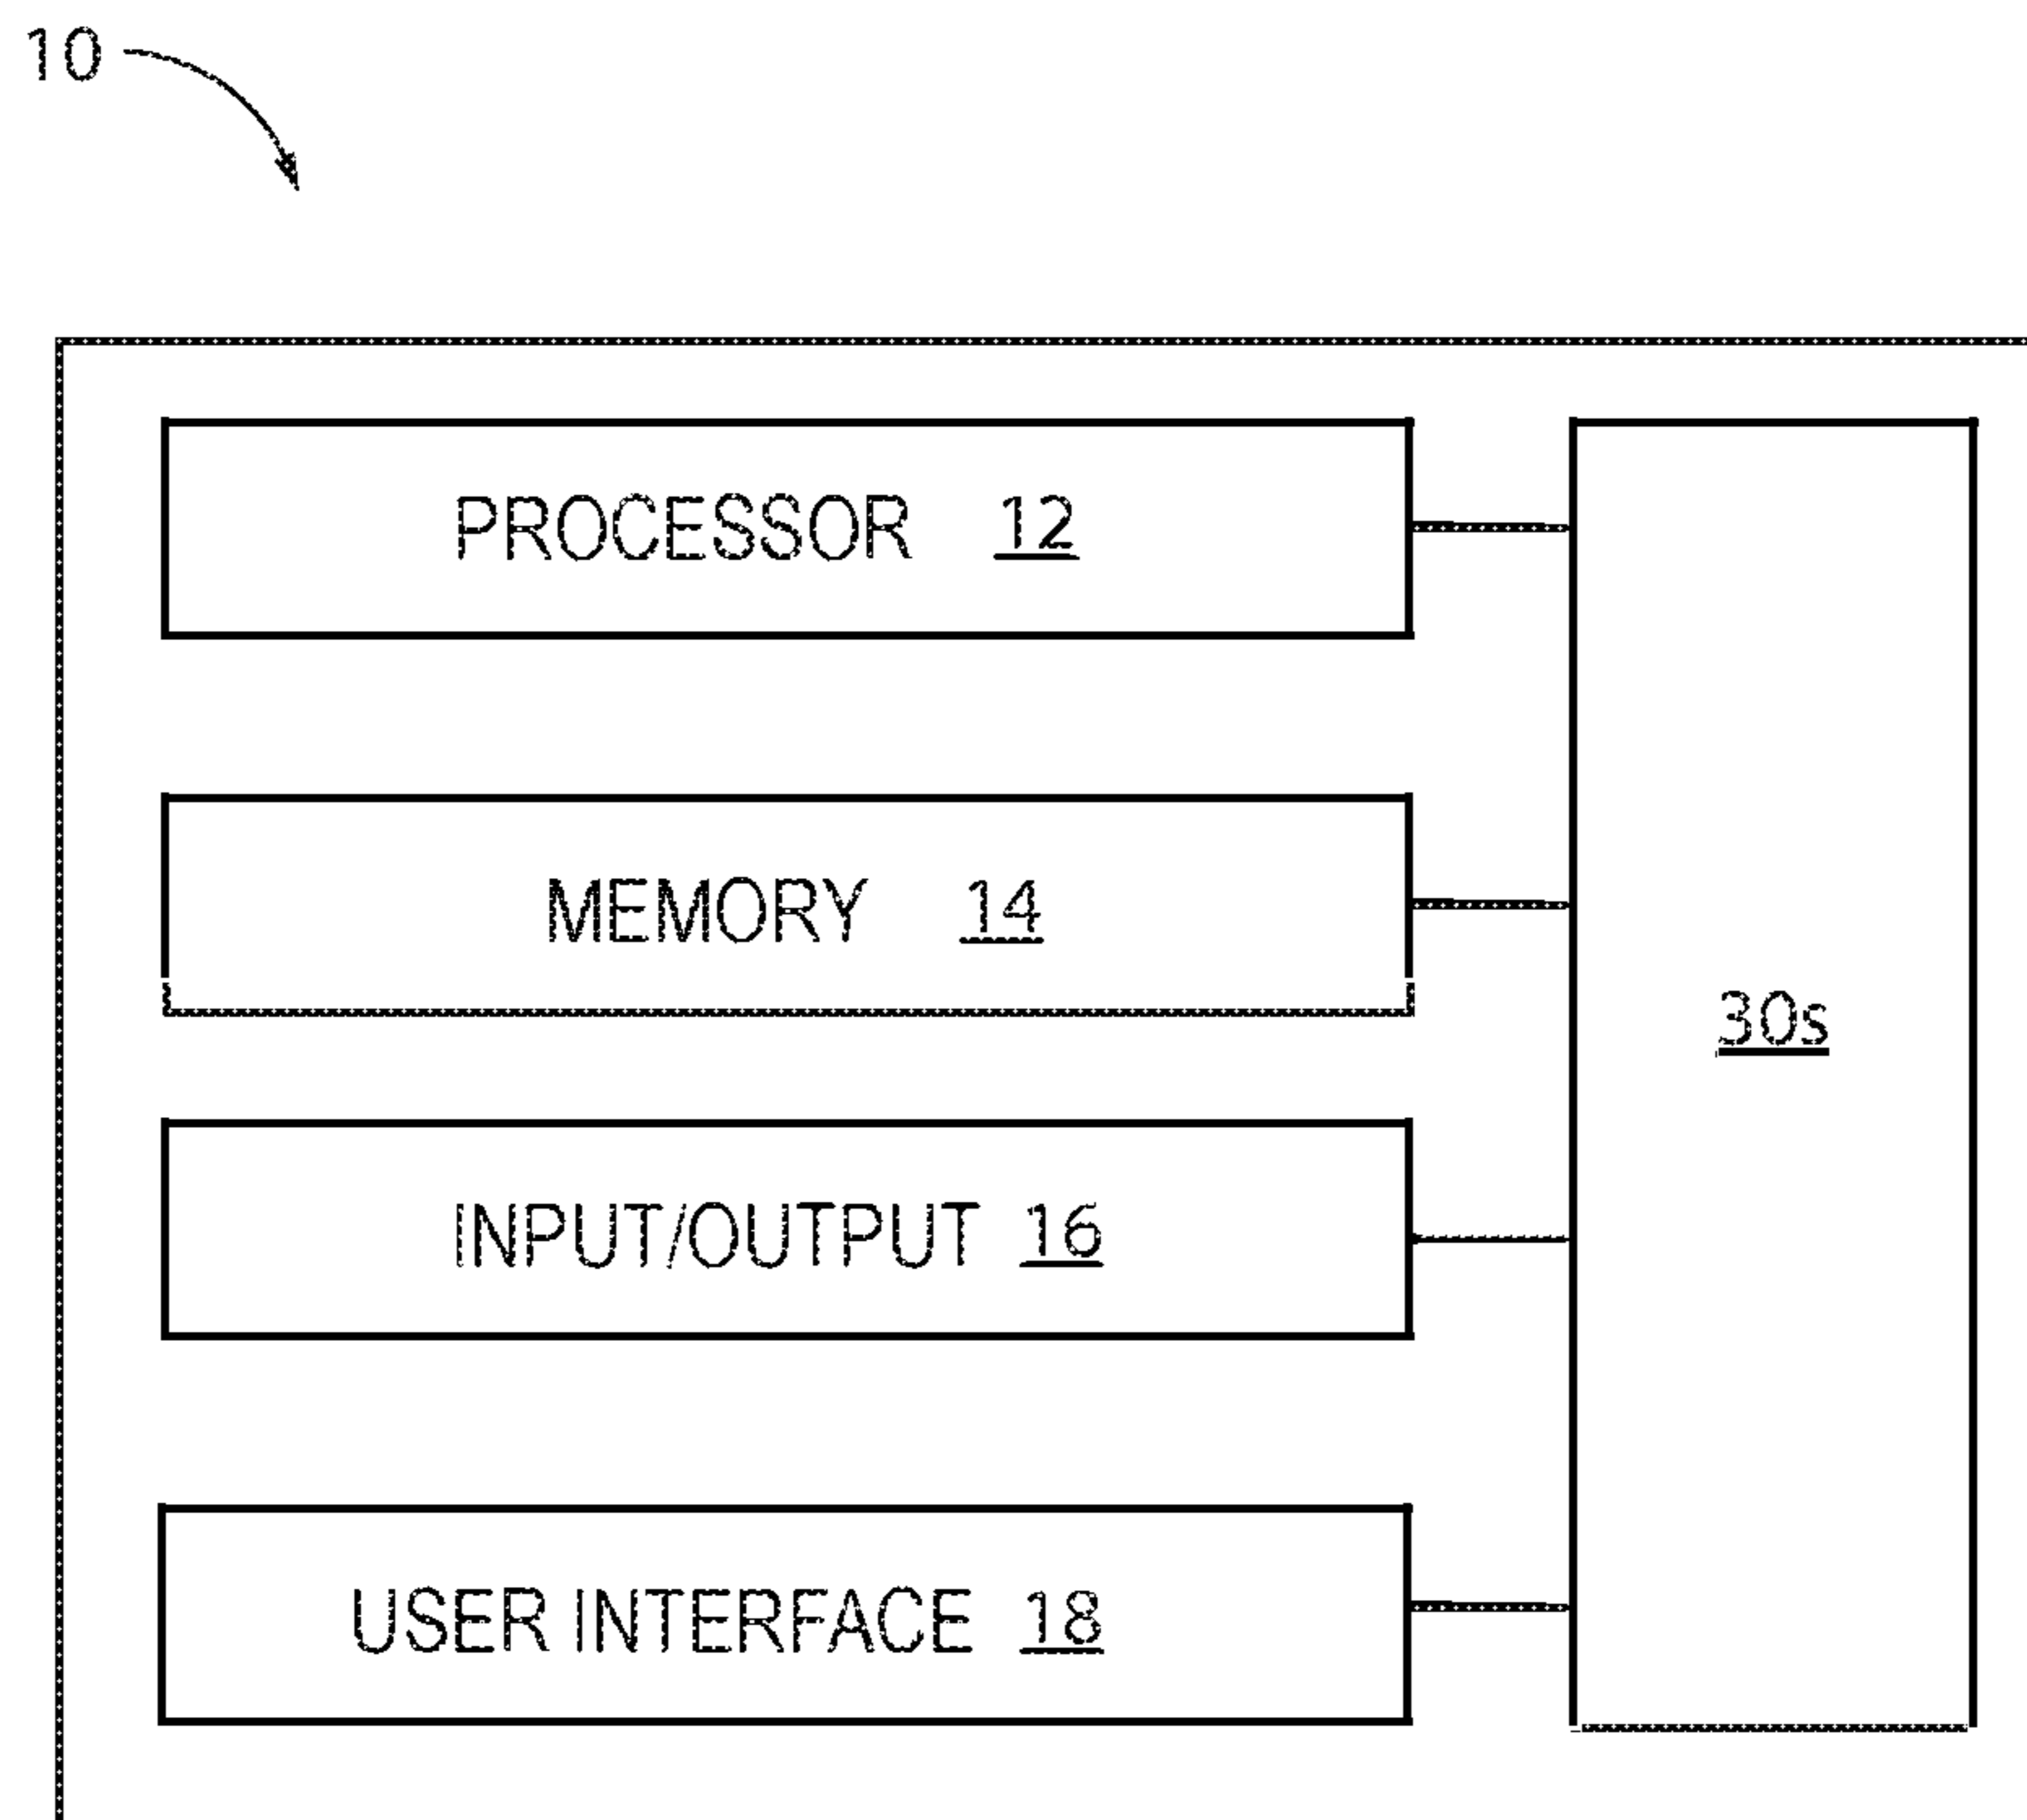 10
PROCESSOR 12
MEMORY 14
30s
INPUT/OUTPUT 16
USER INTERFACE 18